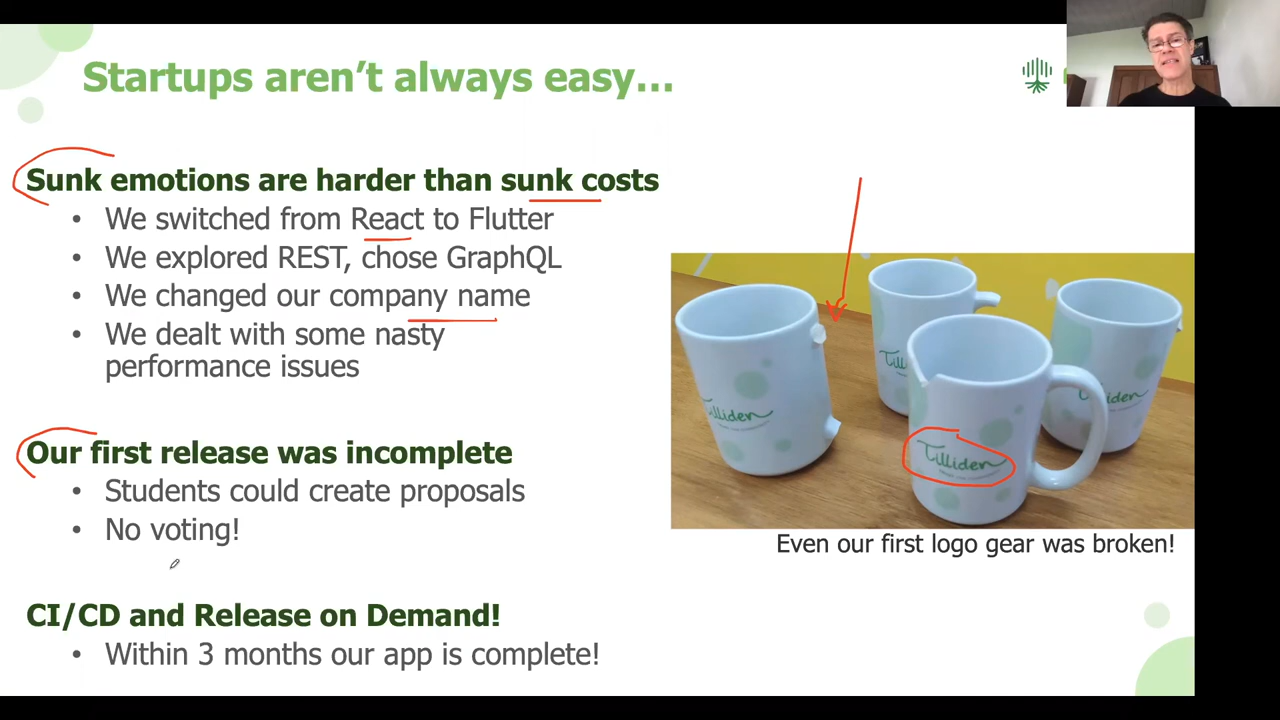 Startups aren't always easy...
Sunk emotions are harder than sunk costs
• We switched from React to Flutter
• We explored REST, chose GraphQL
• We changed our company name
• We dealt with some nasty
performance issues
Our first release was incomplete
• Students could create proposals
• No voting!
CI/CD and Release on Demand!
• Within 3 months our app is complete!
Tilliden
Tilliden
Even our first logo gear was broken!